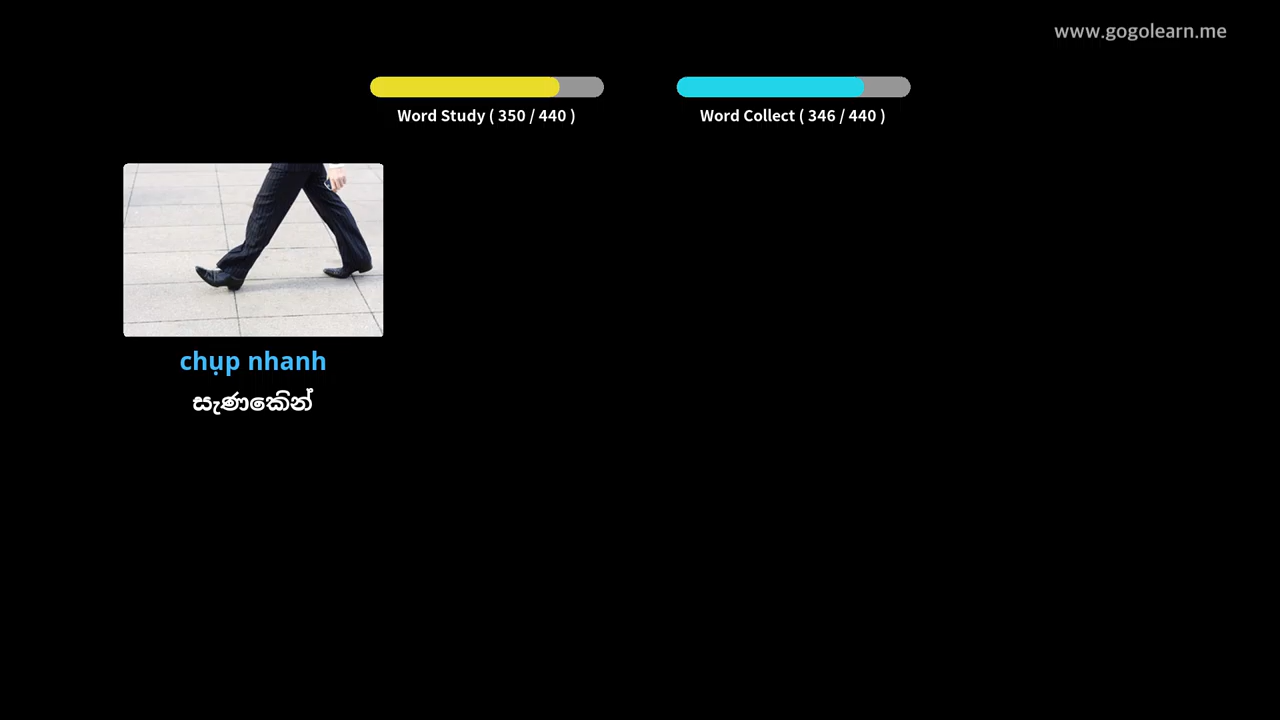 www.gogolearn.me
Word Study ( 350 / 440 )
Word Collect ( 346 / 440 )
chụp nhanh
සැණකෙින්